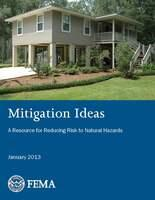 Mitigation Ideas
A Resource for Reducing Risk to Natural Hazards
January 2013
FEMA